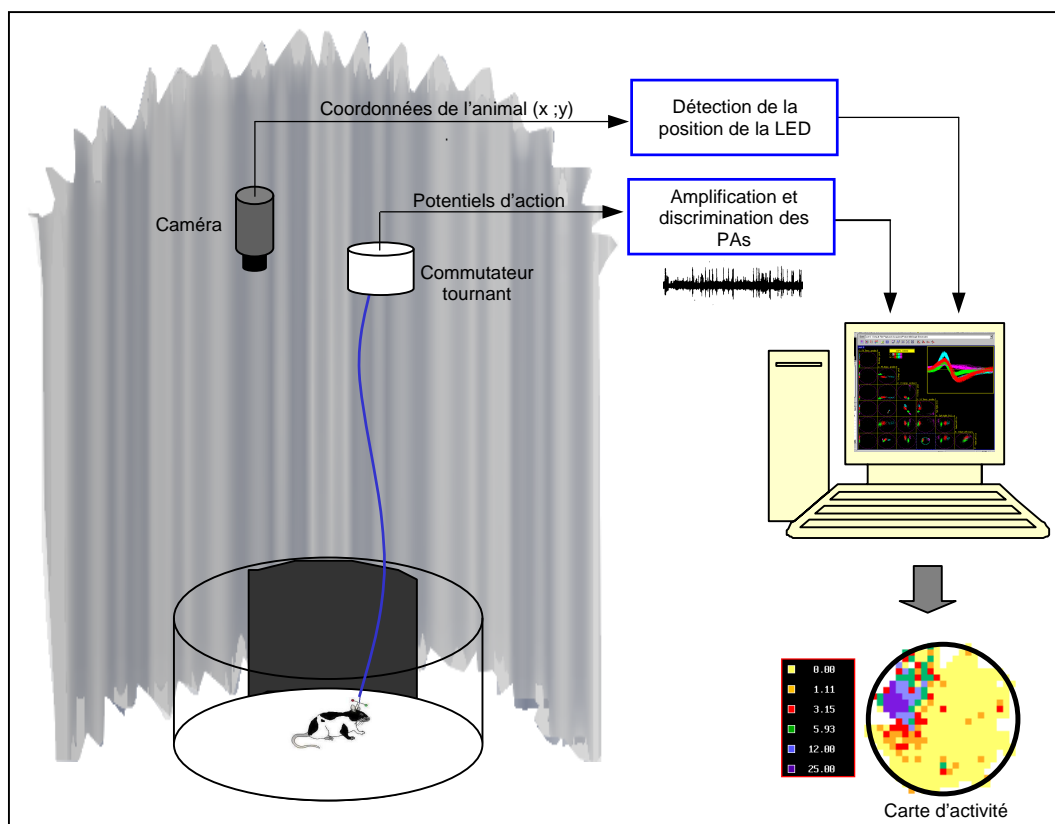 Coordonnées de l'animal (x ;y)
Détection de la
position de la LED
Potentiels d'action
Amplification et
discrimination des
PAs
Caméra
Commutateur
tournant
0.00
1.11
3.15
5.93
12.00
25.00
Carte d'activité